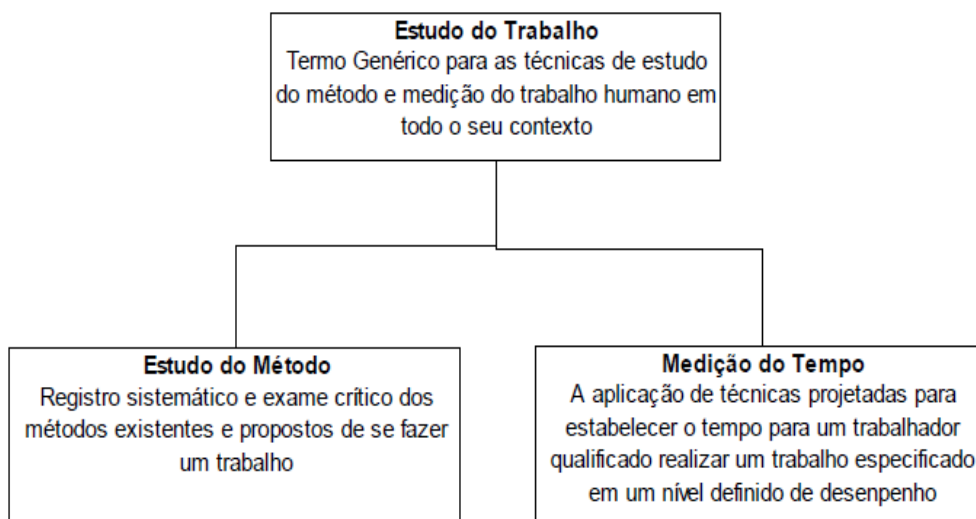 Estudo do Trabalho
Termo Genérico para as técnicas de estudo
do método e medição do trabalho humano em
todo o seu contexto
Estudo do Método
Registro sistemático e exame crítico dos
métodos existentes e propostos de se fazer
um trabalho
Medição do Tempo
A aplicação de técnicas projetadas para
estabelecer o tempo para um trabalhador
qualificado realizar um trabalho especificado
em um nível definido de desenpenho